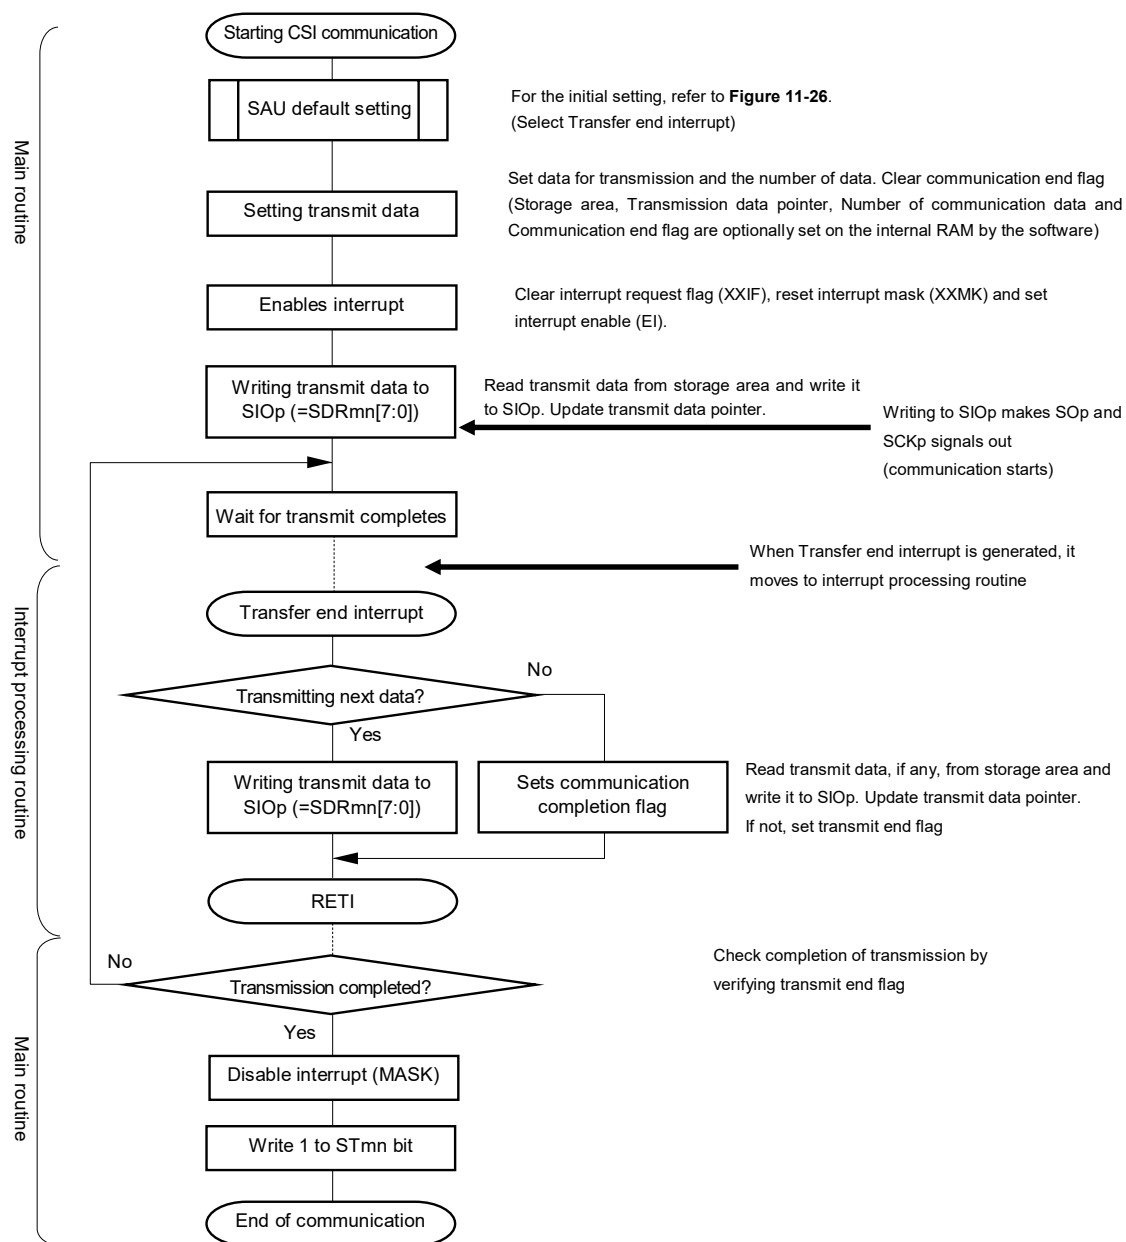 Starting CSI communication
SAU default setting
For the initial setting, refer to Figure 11-26.
(Select Transfer end interrupt)
Main routine
Setting transmit data
Set data for transmission and the number of data. Clear communication end flag
(Storage area, Transmission data pointer, Number of communication data and
Communication end flag are optionally set on the internal RAM by the software)
Enables interrupt
Clear interrupt request flag (XXIF), reset interrupt mask (XXMK) and set
interrupt enable (EI).
Writing transmit data to
SIOp (=SDRmn[7:0])
Read transmit data from storage area and write it
to SIOp. Update transmit data pointer.
Writing to SIOp makes SOp and
SCKp signals out
(communication starts)
Wait for transmit completes
When Transfer end interrupt is generated, it
moves to interrupt processing routine
Interrupt processing routine
Transfer end interrupt
No
Transmitting next data?
Yes
Writing transmit data to
SIOp (=SDRmn[7:0])
Sets communication
completion flag
Read transmit data, if any, from storage area and
write it to SIOp. Update transmit data pointer.
If not, set transmit end flag
RETI
No
Transmission completed?
Check completion of transmission by
verifying transmit end flag
Yes
Main routine
Disable interrupt (MASK)
Write 1 to STmn bit
End of communication